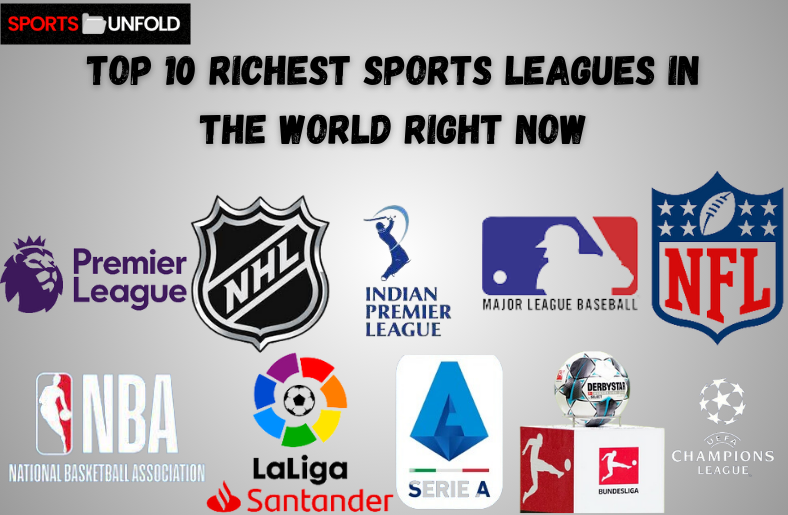 SPORTS UNFOLD
TOP 10 RICHEST SPORTS LEAGUES IN
THE WORLD RIGHT NOW
Premier
League
NHL
INDIAN
PREMIER
LEAGUE
MAJOR LEAGUE BASEBALL
NFL
NBA
NATIONAL BASKETBALL ASSOCIATION
LaLiga
Santander
SERIE A
DERBYSTAR
SELECT
BUNDESLIGA
UEFA
CHAMPIONS
LEAGUE